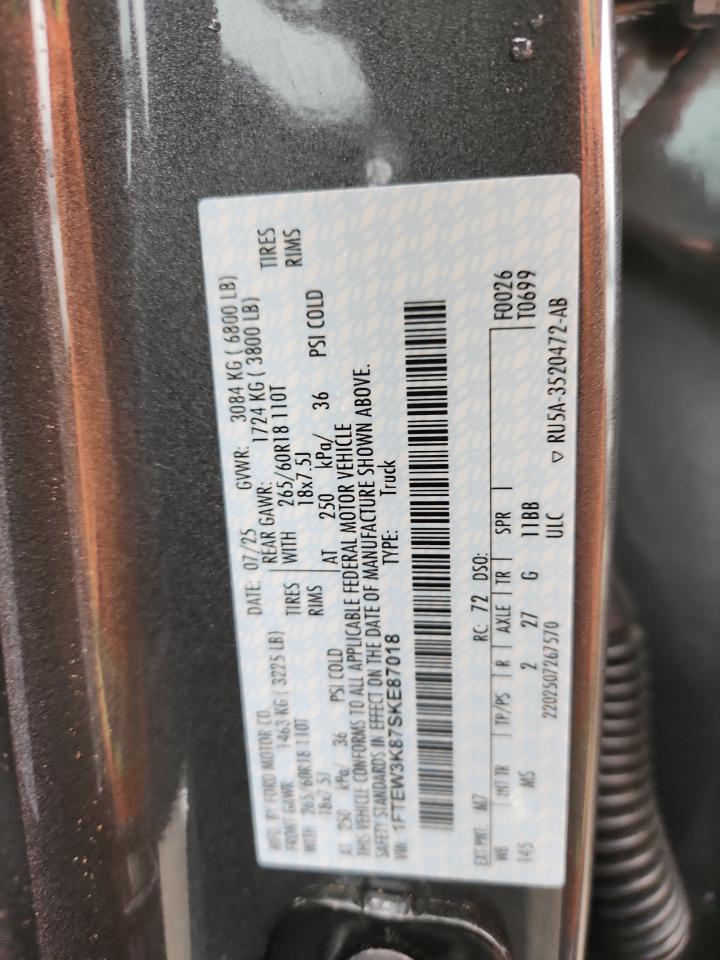 MFD. BY FORD MOTOR CO. DATE: 07/25 GVWR: 3084 KG ( 6800 LB)
FRONT GAWR: 1463 KG ( 3225 LB) REAR GAWR: 1724 KG ( 3800 LB)
WITH 265/60R18 110T TIRES WITH 265/60R18 110T TIRES
18x7.5J RIMS 18x7.5J RIMS
AT 250 kPa/ 36 PSI COLD AT 250 kPa/ 36 PSI COLD
THIS VEHICLE CONFORMS TO ALL APPLICABLE FEDERAL MOTOR VEHICLE
SAFETY STANDARDS IN EFFECT ON THE DATE OF MANUFACTURE SHOWN ABOVE.
VIN: 1FTEW3K87SKE87018 TYPE: Truck
EXT PNT: M7 RC: 72 DSO: F0026
WB INT TR TP/PS R AXLE TR SPR T0699
145 MS 2 27 G 11BB
2202507267570 ULC ▽ RU5A-3520472-AB